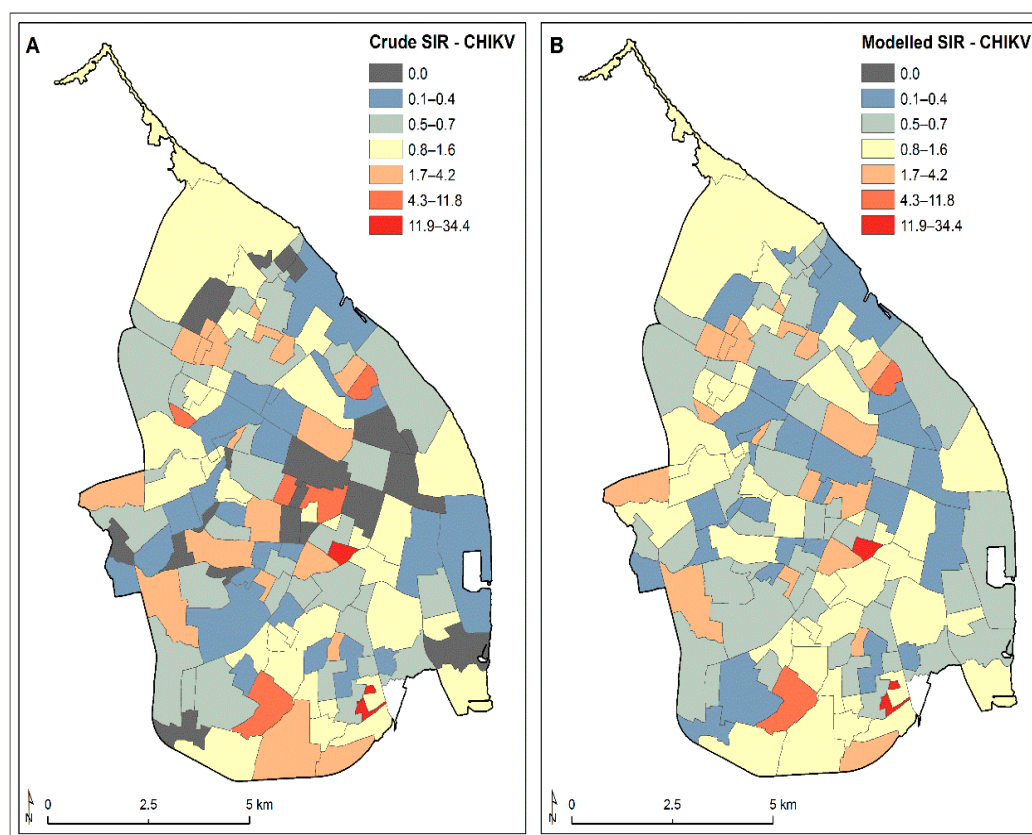 A
Crude SIR - CHIKV
0.0
0.1–0.4
0.5–0.7
0.8–1.6
1.7–4.2
4.3–11.8
11.9–34.4
N
0 2.5 5 km
B
Modelled SIR - CHIKV
0.0
0.1–0.4
0.5–0.7
0.8–1.6
1.7–4.2
4.3–11.8
11.9–34.4
N
0 2.5 5 km